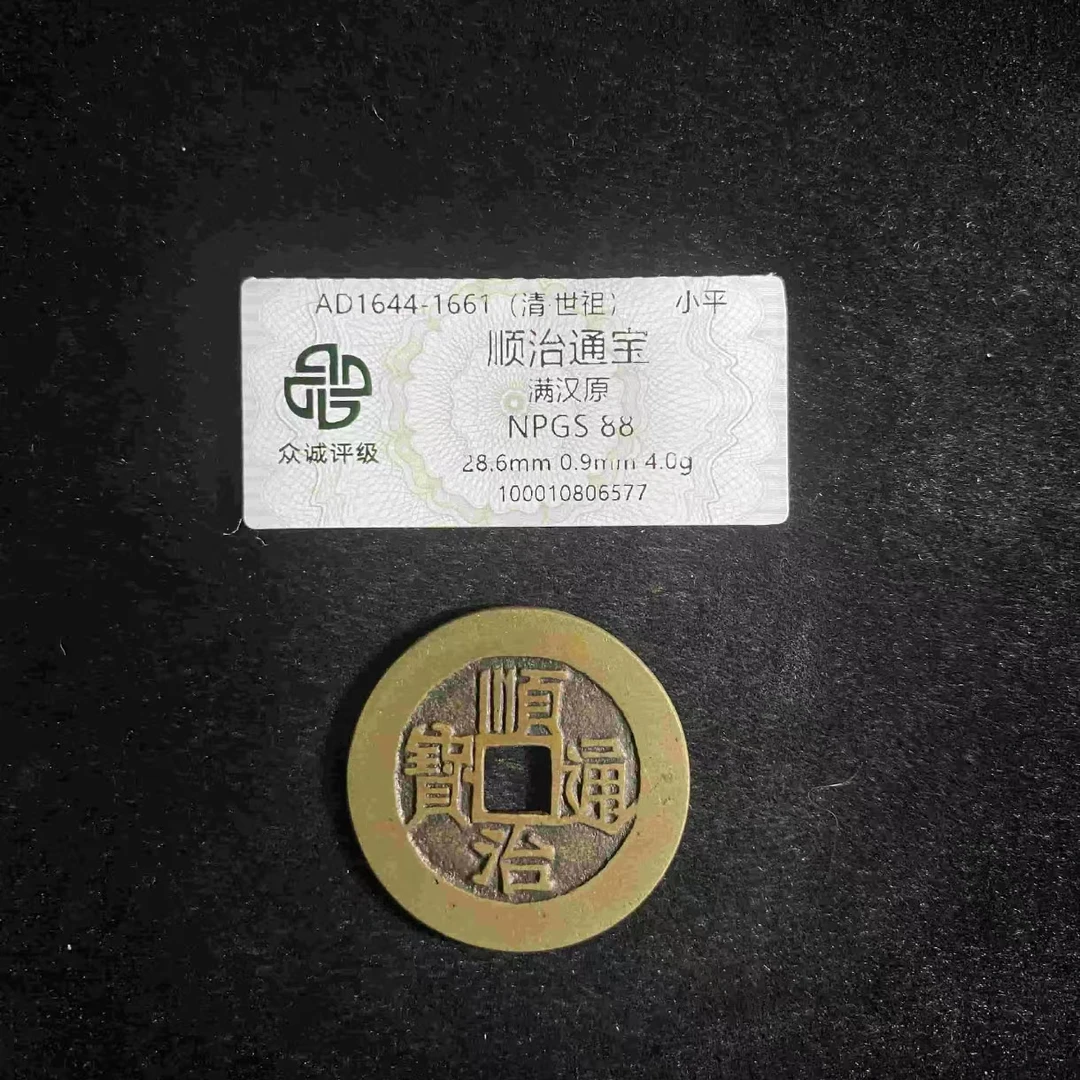 AD1644-1661（清·世祖） 小平
顺治通宝
满汉原
NPGS 88
众诚评级
28.6mm 0.9mm 4.0g
100010806577
順治通寶